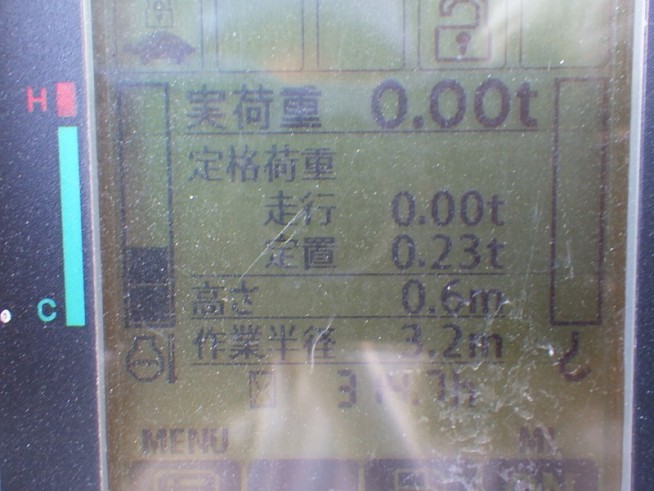 H
実荷重 0.00t
定格荷重
走行 0.00t
定置 0.23t
高さ 0.6m
C
作業半径 3.2m
MENU